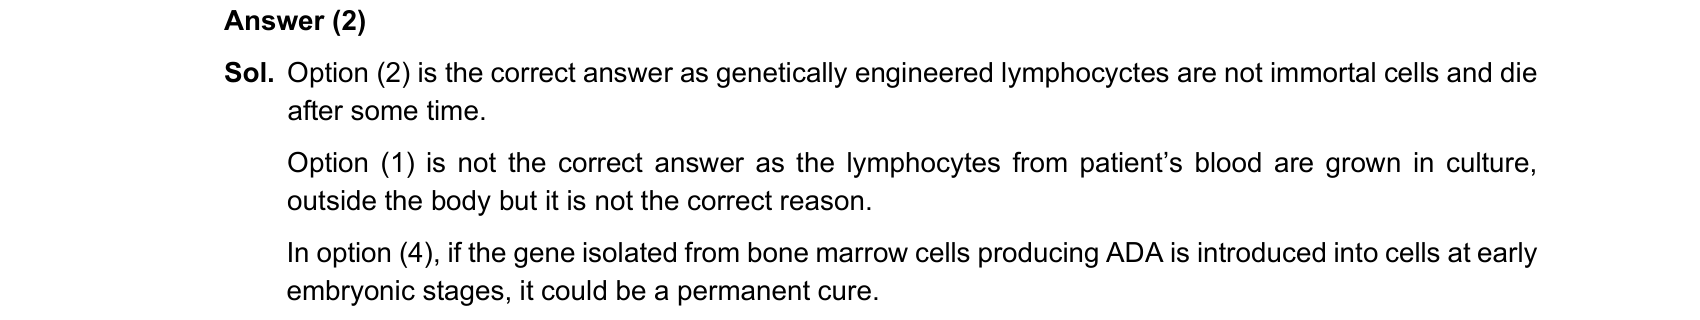 Answer (2)
Sol. Option (2) is the correct answer as genetically engineered lymphocyctes are not immortal cells and die
after some time.
Option (1) is not the correct answer as the lymphocytes from patient’s blood are grown in culture,
outside the body but it is not the correct reason.
In option (4), if the gene isolated from bone marrow cells producing ADA is introduced into cells at early
embryonic stages, it could be a permanent cure.